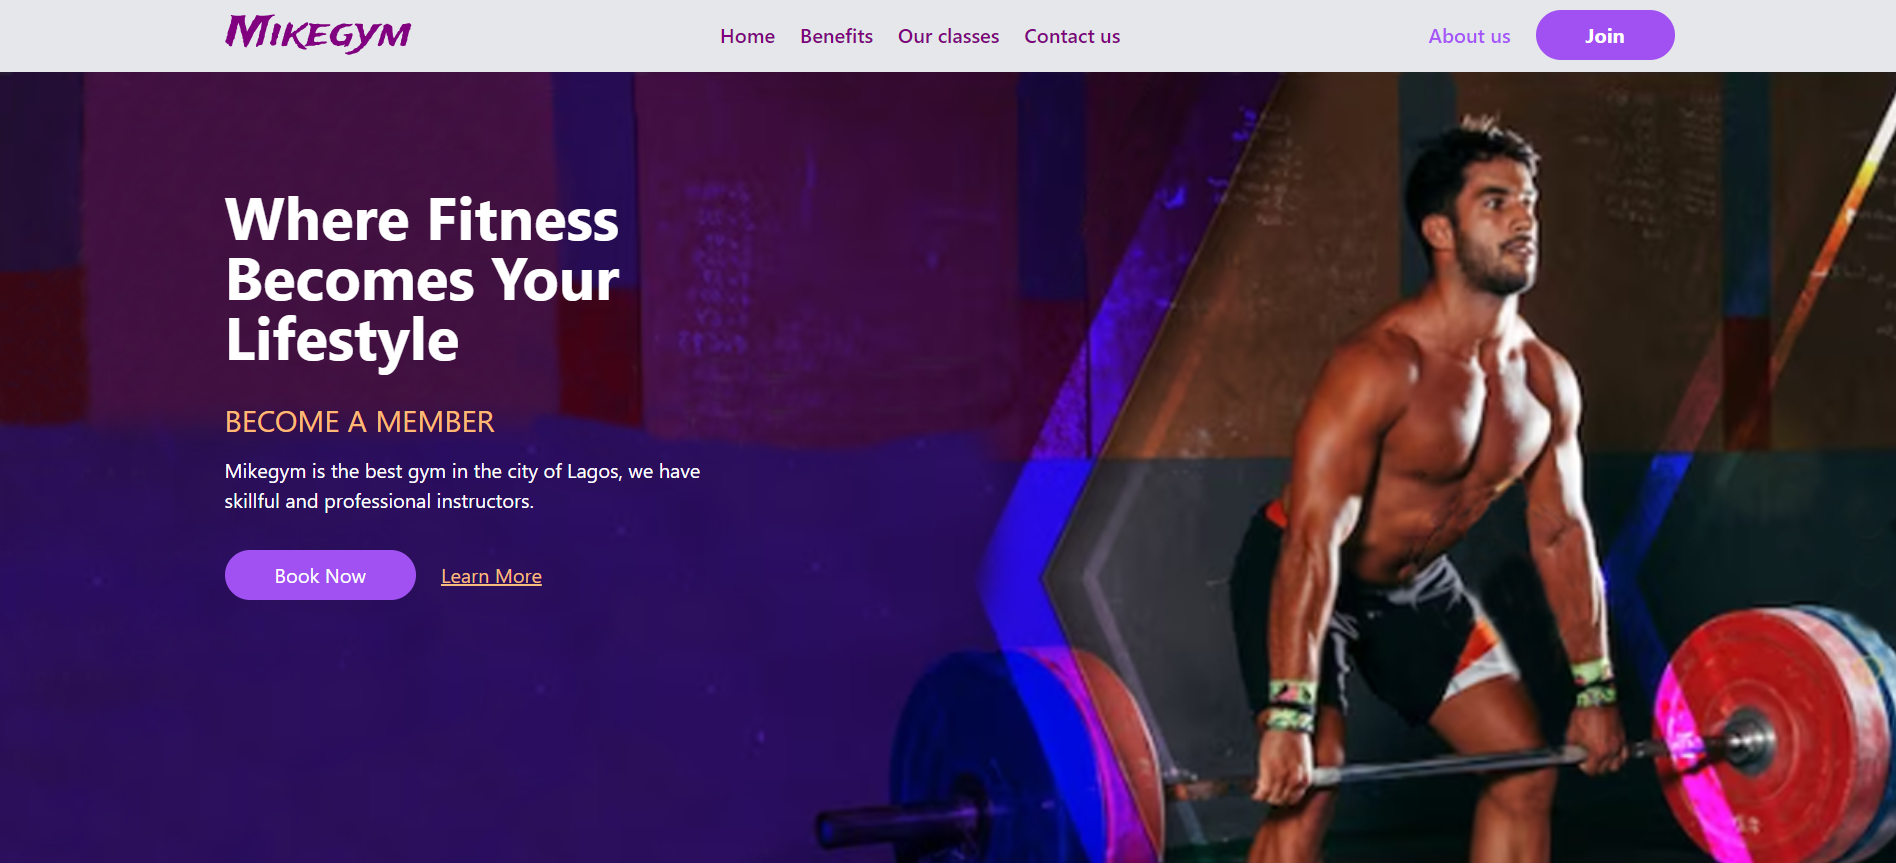 Mikegym
Home Benefits Our classes Contact us
About us Join
Where Fitness
Becomes Your
Lifestyle
BECOME A MEMBER
Mikegym is the best gym in the city of Lagos, we have
skillful and professional instructors.
Book Now Learn More